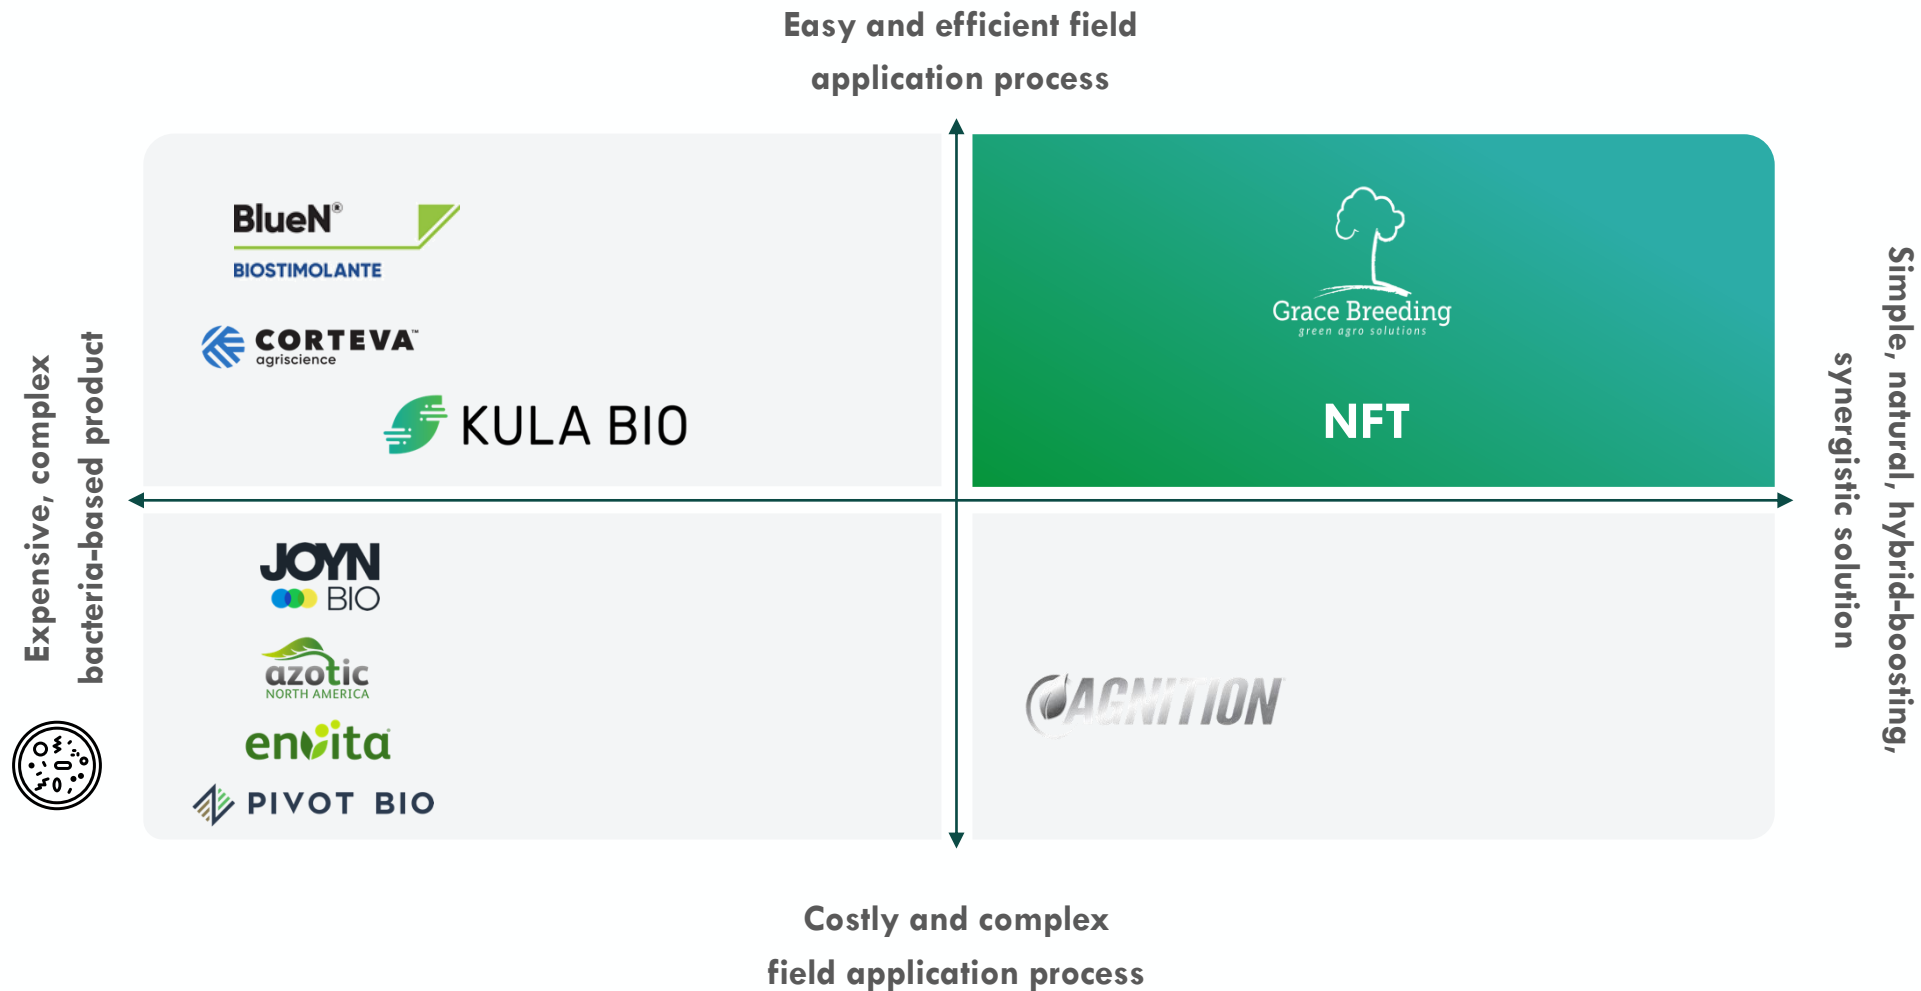 Easy and efficient field
application process
BlueN®
BIOSTIMOLANTE
CORTEVA™
agriscience
KULA BIO
Grace Breeding
green agro solutions
NFT
Expensive, complex
bacteria-based product
Simple, natural, hybrid-boosting,
synergistic solution
JOYN
BIO
azotic
NORTH AMERICA
envita
PIVOT BIO
AGNITION
Costly and complex
field application process